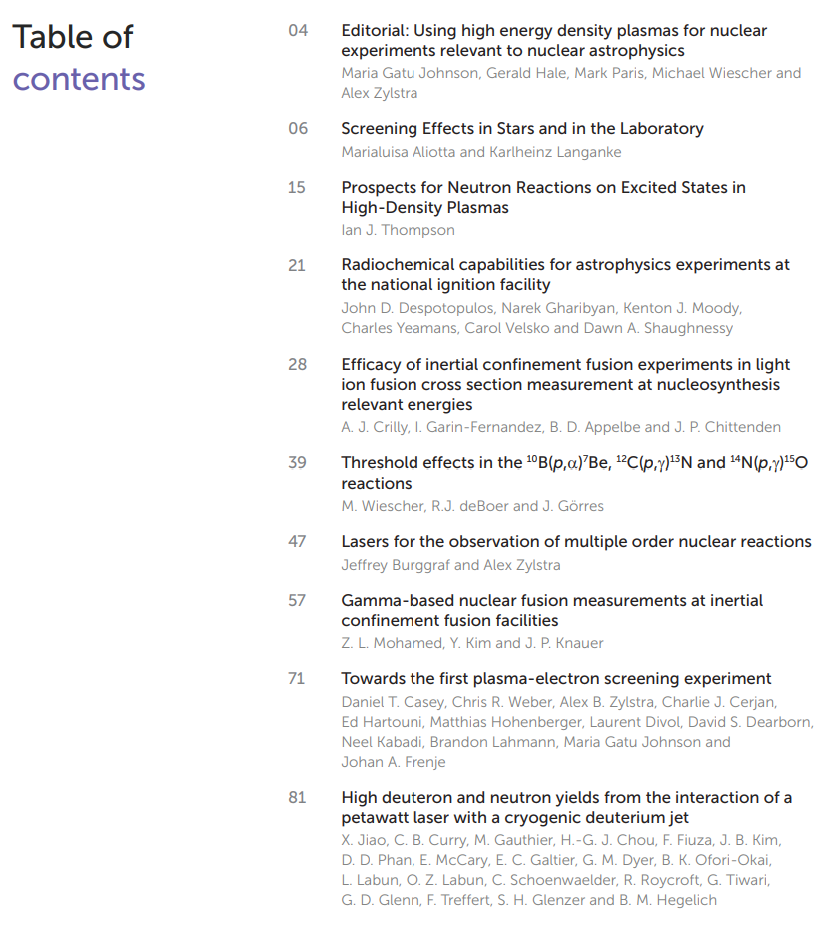 Table of
contents
04 Editorial: Using high energy density plasmas for nuclear
experiments relevant to nuclear astrophysics
Maria Gatu Johnson, Gerald Hale, Mark Paris, Michael Wiescher and
Alex Zylstra
06 Screening Effects in Stars and in the Laboratory
Marialuisa Aliotta and Karlheinz Langanke
15 Prospects for Neutron Reactions on Excited States in
High-Density Plasmas
Ian J. Thompson
21 Radiochemical capabilities for astrophysics experiments at
the national ignition facility
John D. Despotopulos, Narek Gharibyan, Kenton J. Moody,
Charles Yeamans, Carol Velsko and Dawn A. Shaughnessy
28 Efficacy of inertial confinement fusion experiments in light
ion fusion cross section measurement at nucleosynthesis
relevant energies
A. J. Crilly, I. Garin-Fernandez, B. D. Appelbe and J. P. Chittenden
39 Threshold effects in the ¹⁰B(p,α)⁷Be, ¹²C(p,γ)¹³N and ¹⁴N(p,γ)¹⁵O
reactions
M. Wiescher, R.J. deBoer and J. Görres
47 Lasers for the observation of multiple order nuclear reactions
Jeffrey Burggraf and Alex Zylstra
57 Gamma-based nuclear fusion measurements at inertial
confinement fusion facilities
Z. L. Mohamed, Y. Kim and J. P. Knauer
71 Towards the first plasma-electron screening experiment
Daniel T. Casey, Chris R. Weber, Alex B. Zylstra, Charlie J. Cerjan,
Ed Hartouni, Matthias Hohenberger, Laurent Divol, David S. Dearborn,
Neel Kabadi, Brandon Lahmann, Maria Gatu Johnson and
Johan A. Frenje
81 High deuteron and neutron yields from the interaction of a
petawatt laser with a cryogenic deuterium jet
X. Jiao, C. B. Curry, M. Gauthier, H.-G. J. Chou, F. Fiuza, J. B. Kim,
D. D. Phan, E. McCary, E. C. Galtier, G. M. Dyer, B. K. Ofori-Okai,
L. Labun, O. Z. Labun, C. Schoenwaelder, R. Roycroft, G. Tiwari,
G. D. Glenn, F. Treffert, S. H. Glenzer and B. M. Hegelich